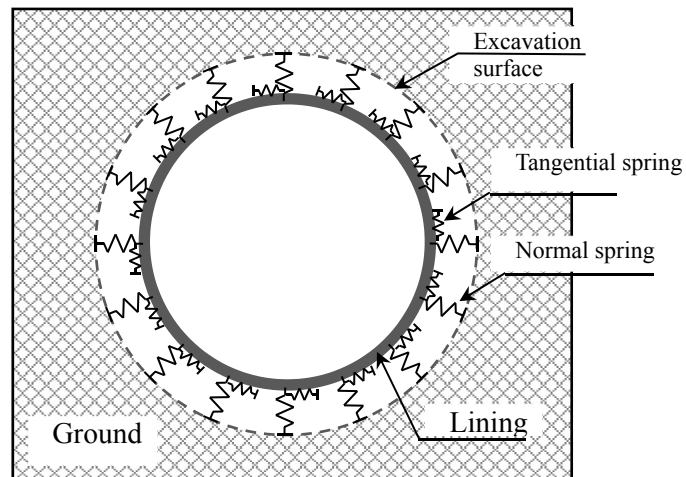 Excavation
surface
Tangential spring
Normal spring
Lining
Ground